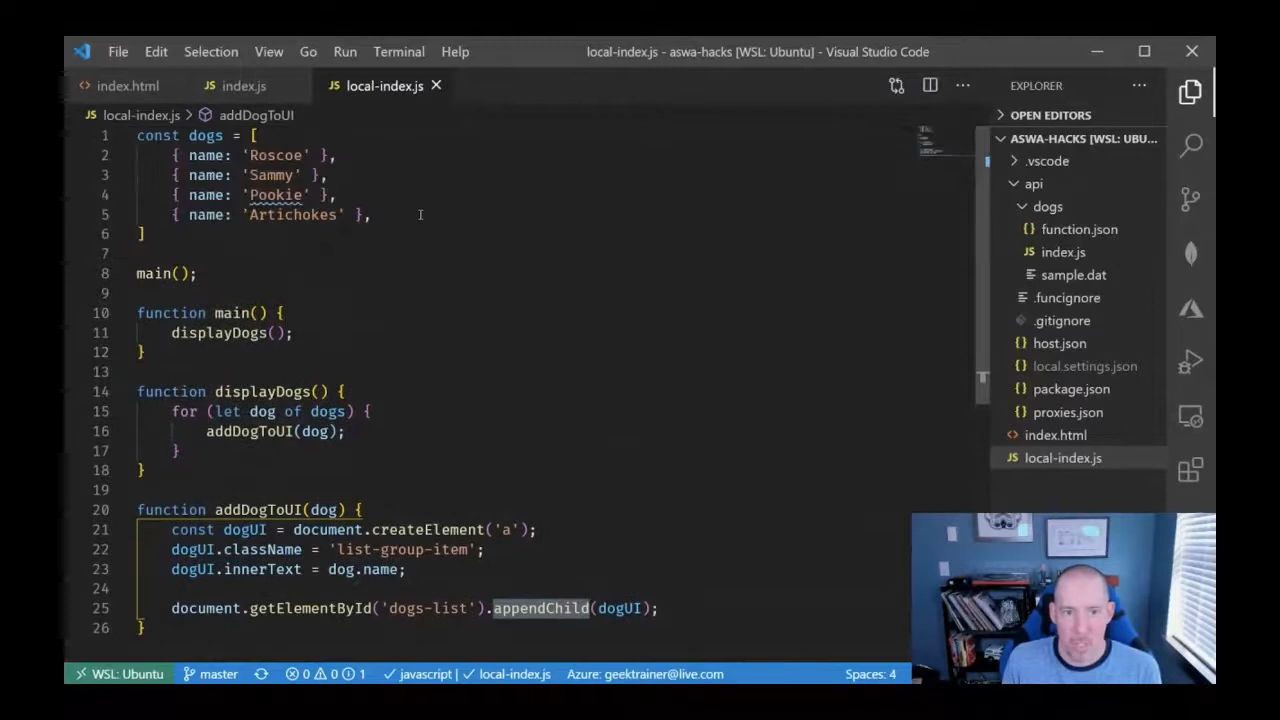 File Edit Selection View Go Run Terminal Help local-index.js - aswa-hacks [WSL: Ubuntu] - Visual Studio Code
<> index.html JS index.js JS local-index.js × ··· EXPLORER ···
JS local-index.js > addDogToUI
> OPEN EDITORS
ASWA-HACKS [WSL: UBU...
> .vscode
api
dogs
{} function.json
JS index.js
sample.dat
.funcignore
.gitignore
{} host.json
{} local.settings.json
{} package.json
{} proxies.json
<> index.html
JS local-index.js
1 const dogs = [
2 { name: 'Roscoe' },
3 { name: 'Sammy' },
4 { name: 'Pookie' },
5 { name: 'Artichokes' },
6 ]
7
8 main();
9
10 function main() {
11 displayDogs();
12 }
13
14 function displayDogs() {
15 for (let dog of dogs) {
16 addDogToUI(dog);
17 }
18 }
19
20 function addDogToUI(dog) {
21 const dogUI = document.createElement('a');
22 dogUI.className = 'list-group-item';
23 dogUI.innerText = dog.name;
24
25 document.getElementById('dogs-list').appendChild(dogUI);
26 }
WSL: Ubuntu master 0 0 1 ✓ javascript | ✓ local-index.js Azure: geektrainer@live.com Spaces: 4